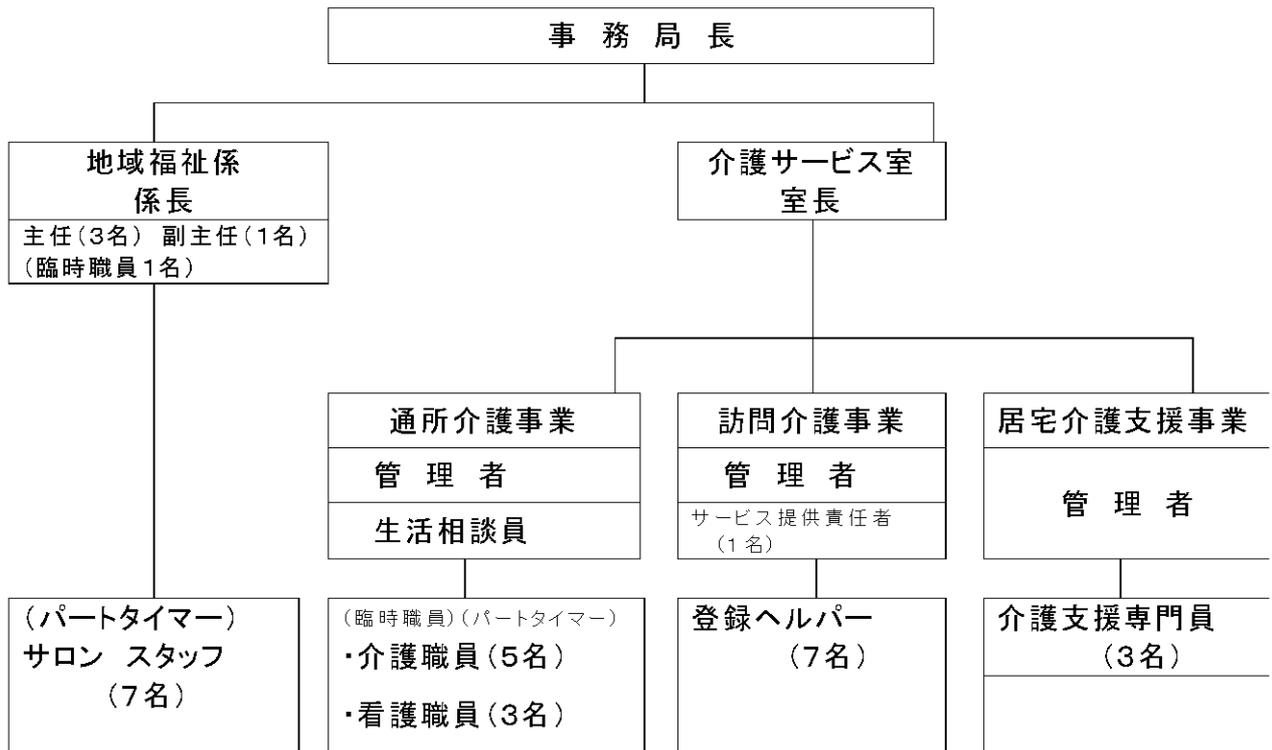 事 務 局 長
地域福祉係
係長
主任(3名) 副主任(1名)
(臨時職員1名)
介護サービス室
室長
通所介護事業
管 理 者
生活相談員
訪問介護事業
管 理 者
サービス提供責任者
(1名)
居宅介護支援事業
管 理 者
(パートタイマー)
サロン スタッフ
(7名)
(臨時職員)(パートタイマー)
・介護職員(5名)
・看護職員(3名)
登録ヘルパー
(7名)
介護支援専門員
(3名)